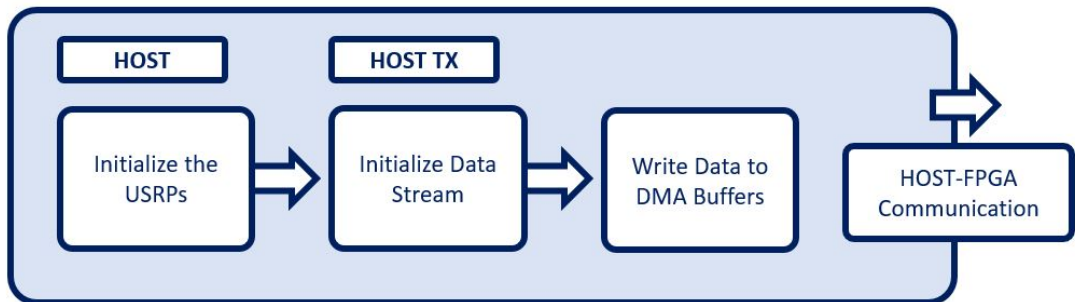 HOST
HOST TX
Initialize the
USRPs
Initialize Data
Stream
Write Data to
DMA Buffers
HOST-FPGA
Communication